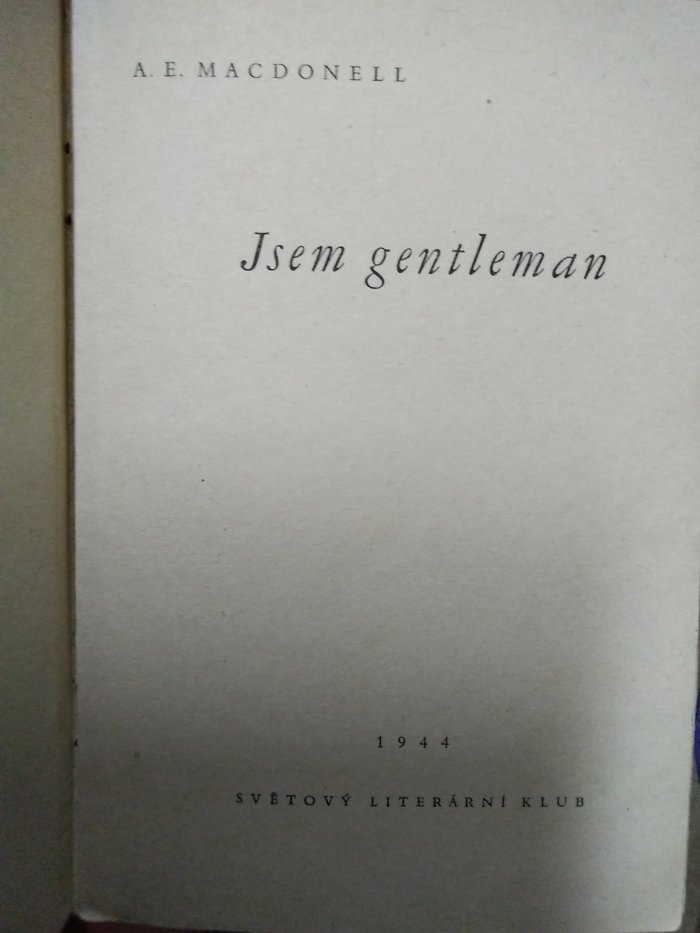 A. E. MACDONELL
Jsem gentleman
1944
SVĚTOVÝ LITERÁRNÍ KLUB